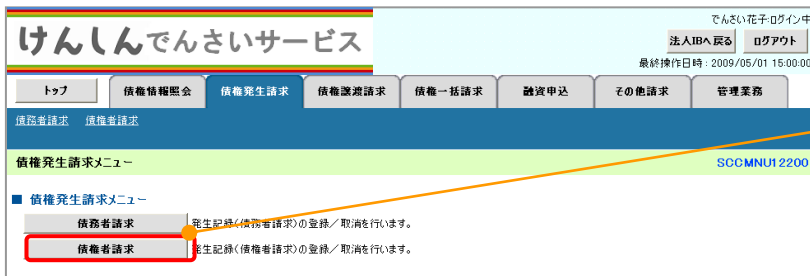 でんさい花子:ログイン中
けんしんでんさいサービス
法人IBへ戻る ログアウト
最終操作日時:2009/05/01 15:00:00
トップ 債権情報照会 債権発生請求 債権譲渡請求 債権一括請求 融資申込 その他請求 管理業務
債務者請求 債権者請求
債権発生請求メニュー SCCMNU12200
■ 債権発生請求メニュー
債務者請求 発生記録(債務者請求)の登録/取消を行います。
債権者請求 発生記録(債権者請求)の登録/取消を行います。